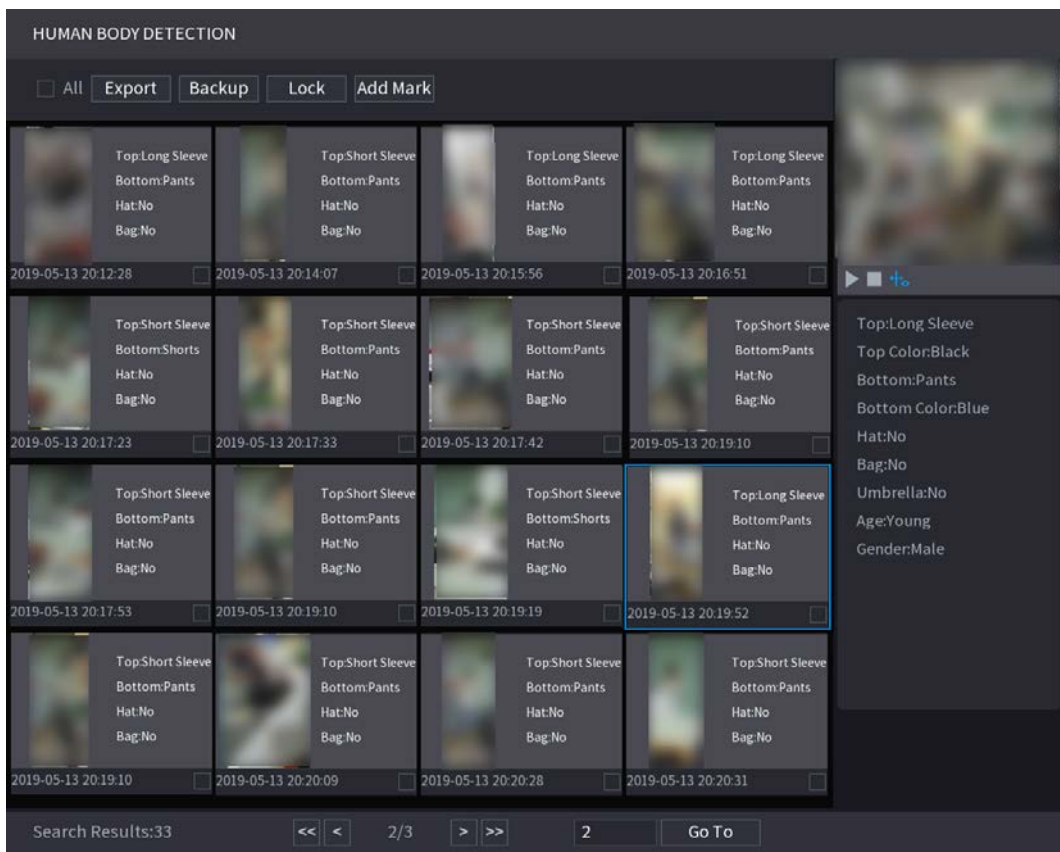 HUMAN BODY DETECTION
All Export Backup Lock Add Mark
Top:Long Sleeve
Bottom:Pants
Hat:No
Bag:No
2019-05-13 20:12:28
Top:Short Sleeve
Bottom:Pants
Hat:No
Bag:No
2019-05-13 20:14:07
Top:Long Sleeve
Bottom:Pants
Hat:No
Bag:No
2019-05-13 20:15:56
Top:Long Sleeve
Bottom:Pants
Hat:No
Bag:No
2019-05-13 20:16:51
Top:Short Sleeve
Bottom:Shorts
Hat:No
Bag:No
2019-05-13 20:17:23
Top:Short Sleeve
Bottom:Pants
Hat:No
Bag:No
2019-05-13 20:17:33
Top:Short Sleeve
Bottom:Pants
Hat:No
Bag:No
2019-05-13 20:17:42
Top:Short Sleeve
Bottom:Pants
Hat:No
Bag:No
2019-05-13 20:19:10
Top:Short Sleeve
Bottom:Pants
Hat:No
Bag:No
2019-05-13 20:17:53
Top:Short Sleeve
Bottom:Pants
Hat:No
Bag:No
2019-05-13 20:19:10
Top:Short Sleeve
Bottom:Shorts
Hat:No
Bag:No
2019-05-13 20:19:19
Top:Long Sleeve
Bottom:Pants
Hat:No
Bag:No
2019-05-13 20:19:52
Top:Short Sleeve
Bottom:Pants
Hat:No
Bag:No
2019-05-13 20:19:10
Top:Short Sleeve
Bottom:Pants
Hat:No
Bag:No
2019-05-13 20:20:09
Top:Short Sleeve
Bottom:Pants
Hat:No
Bag:No
2019-05-13 20:20:28
Top:Short Sleeve
Bottom:Pants
Hat:No
Bag:No
2019-05-13 20:20:31
Top:Long Sleeve
Top Color:Black
Bottom:Pants
Bottom Color:Blue
Hat:No
Bag:No
Umbrella:No
Age:Young
Gender:Male
Search Results:33 << < 2/3 > >> 2 Go To